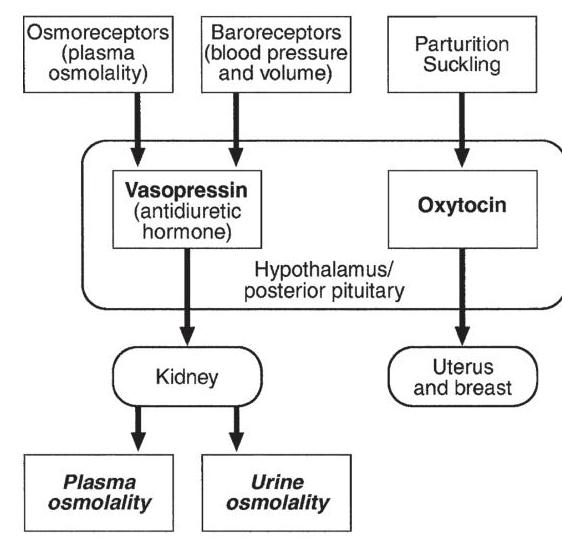 Osmoreceptors
(plasma
osmolality)
Baroreceptors
(blood pressure
and volume)
Parturition
Suckling
Vasopressin
(antidiuretic
hormone)
Oxytocin
Hypothalamus/
posterior pituitary
Kidney
Uterus
and breast
Plasma
osmolality
Urine
osmolality